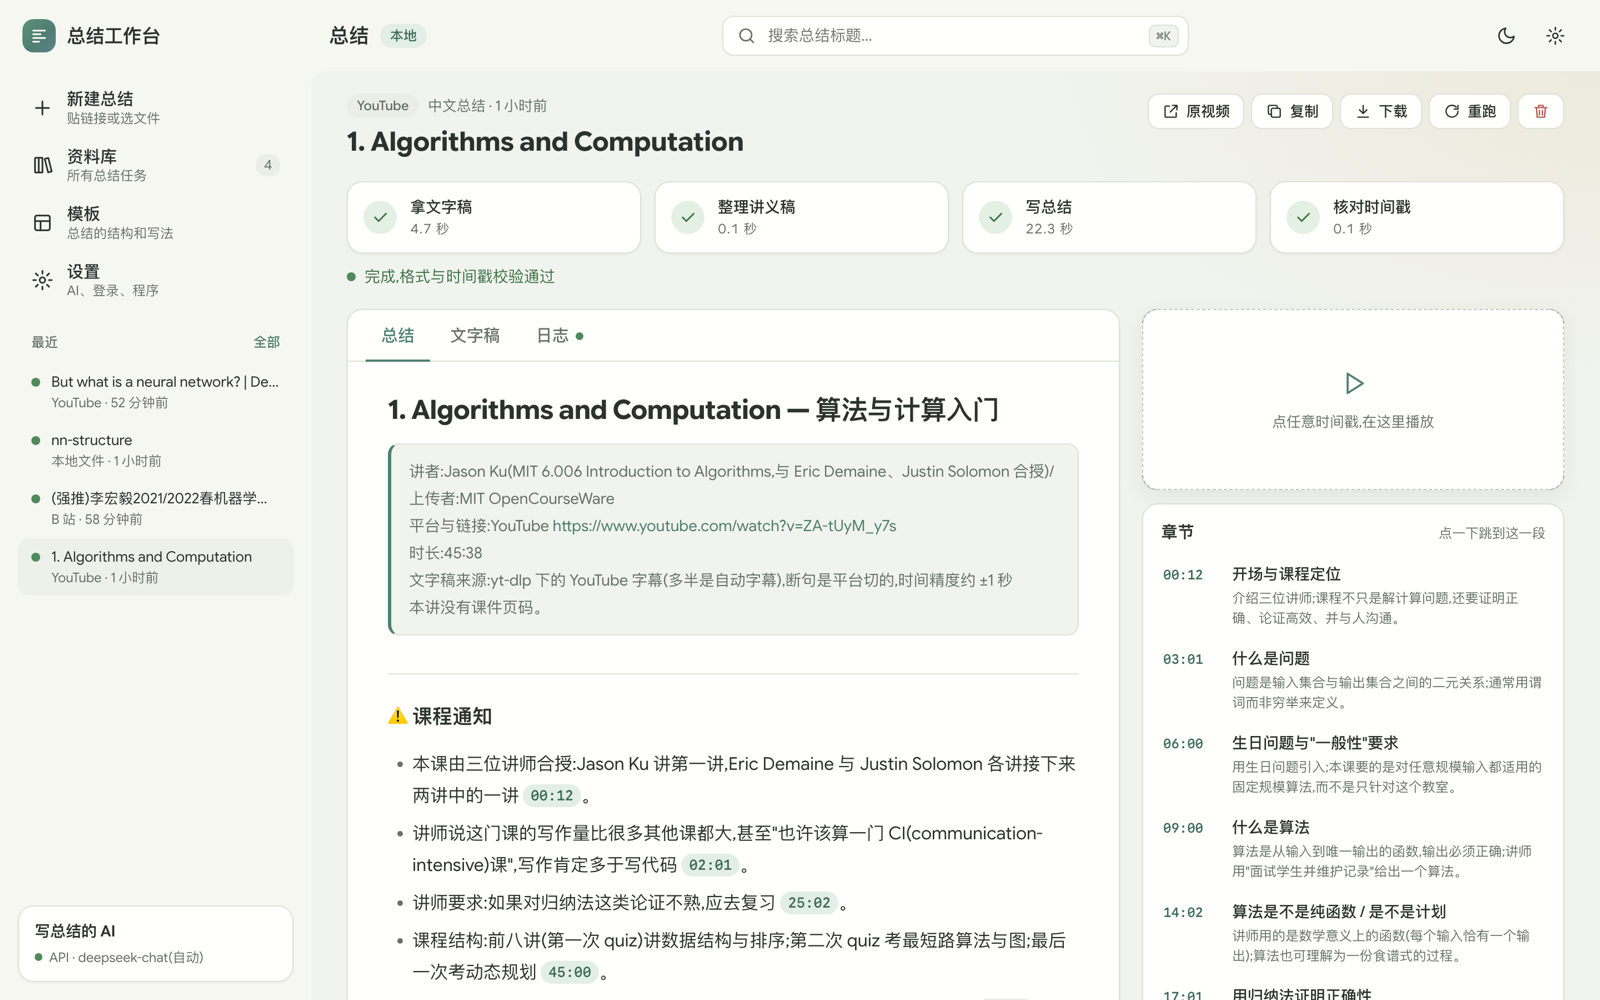 总结工作台
总结
本地
搜索总结标题...
⌘K
新建总结
贴链接或选文件
资料库
所有总结任务
4
模板
总结的结构和写法
设置
AI、登录、程序
最近
全部
But what is a neural network? | De...
YouTube · 52 分钟前
nn-structure
本地文件 · 1 小时前
(强推)李宏毅2021/2022春机器学...
B 站 · 58 分钟前
1. Algorithms and Computation
YouTube · 1 小时前
写总结的 AI
API · deepseek-chat(自动)
YouTube
中文总结 · 1 小时前
1. Algorithms and Computation
原视频
复制
下载
重跑
拿文字稿
4.7 秒
整理讲义稿
0.1 秒
写总结
22.3 秒
核对时间戳
0.1 秒
完成,格式与时间戳校验通过
总结
文字稿
日志
1. Algorithms and Computation — 算法与计算入门
讲者:Jason Ku(MIT 6.006 Introduction to Algorithms,与 Eric Demaine、Justin Solomon 合授)/
上传者:MIT OpenCourseWare
平台与链接:YouTube https://www.youtube.com/watch?v=ZA-tUyM_y7s
时长:45:38
文字稿来源:yt-dlp 下的 YouTube 字幕(多半是自动字幕),断句是平台切的,时间精度约 ±1 秒
本讲没有课件页码。
课程通知
• 本课由三位讲师合授:Jason Ku 讲第一讲,Eric Demaine 与 Justin Solomon 各讲接下来
两讲中的一讲 00:12 。
• 讲师说这门课的写作量比很多其他课都大,甚至"也许该算一门 CI(communication-
intensive)课",写作肯定多于写代码 02:01 。
• 讲师要求:如果对归纳法这类论证不熟,应去复习 25:02 。
• 课程结构:前八讲(第一次 quiz)讲数据结构与排序;第二次 quiz 考最短路算法与图;最后
一次考动态规划 45:00 。
点任意时间戳,在这里播放
章节
点一下跳到这一段
00:12
开场与课程定位
介绍三位讲师;课程不只是解计算问题,还要证明正
确、论证高效、并与人沟通。
03:01
什么是问题
问题是输入集合与输出集合之间的二元关系;通常用谓
词而非穷举来定义。
06:00
生日问题与"一般性"要求
用生日问题引入;本课要的是对任意规模输入都适用的
固定规模算法,而不是只针对这个教室。
09:00
什么是算法
算法是从输入到唯一输出的函数,输出必须正确;讲师
用"面试学生并维护记录"给出一个算法。
14:02
算法是不是纯函数 / 是不是计划
讲师用的是数学意义上的函数(每个输入恰有一个输
出);算法也可理解为一份食谱式的过程。
17:01
用归纳法证明正确性